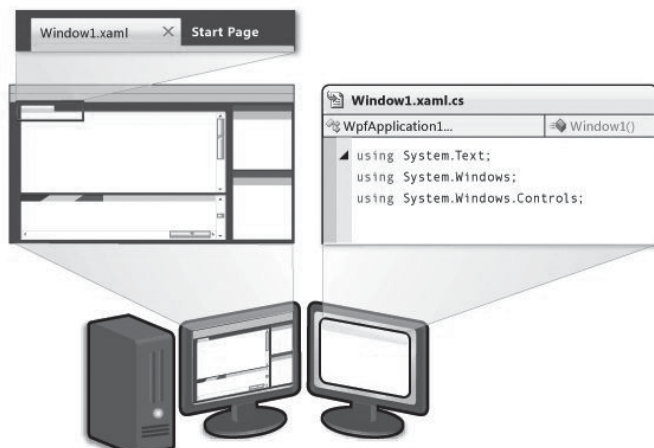 Window1.xaml
Start Page
Window1.xaml.cs
WpfApplication1...
Window1()
using System.Text;
using System.Windows;
using System.Windows.Controls;